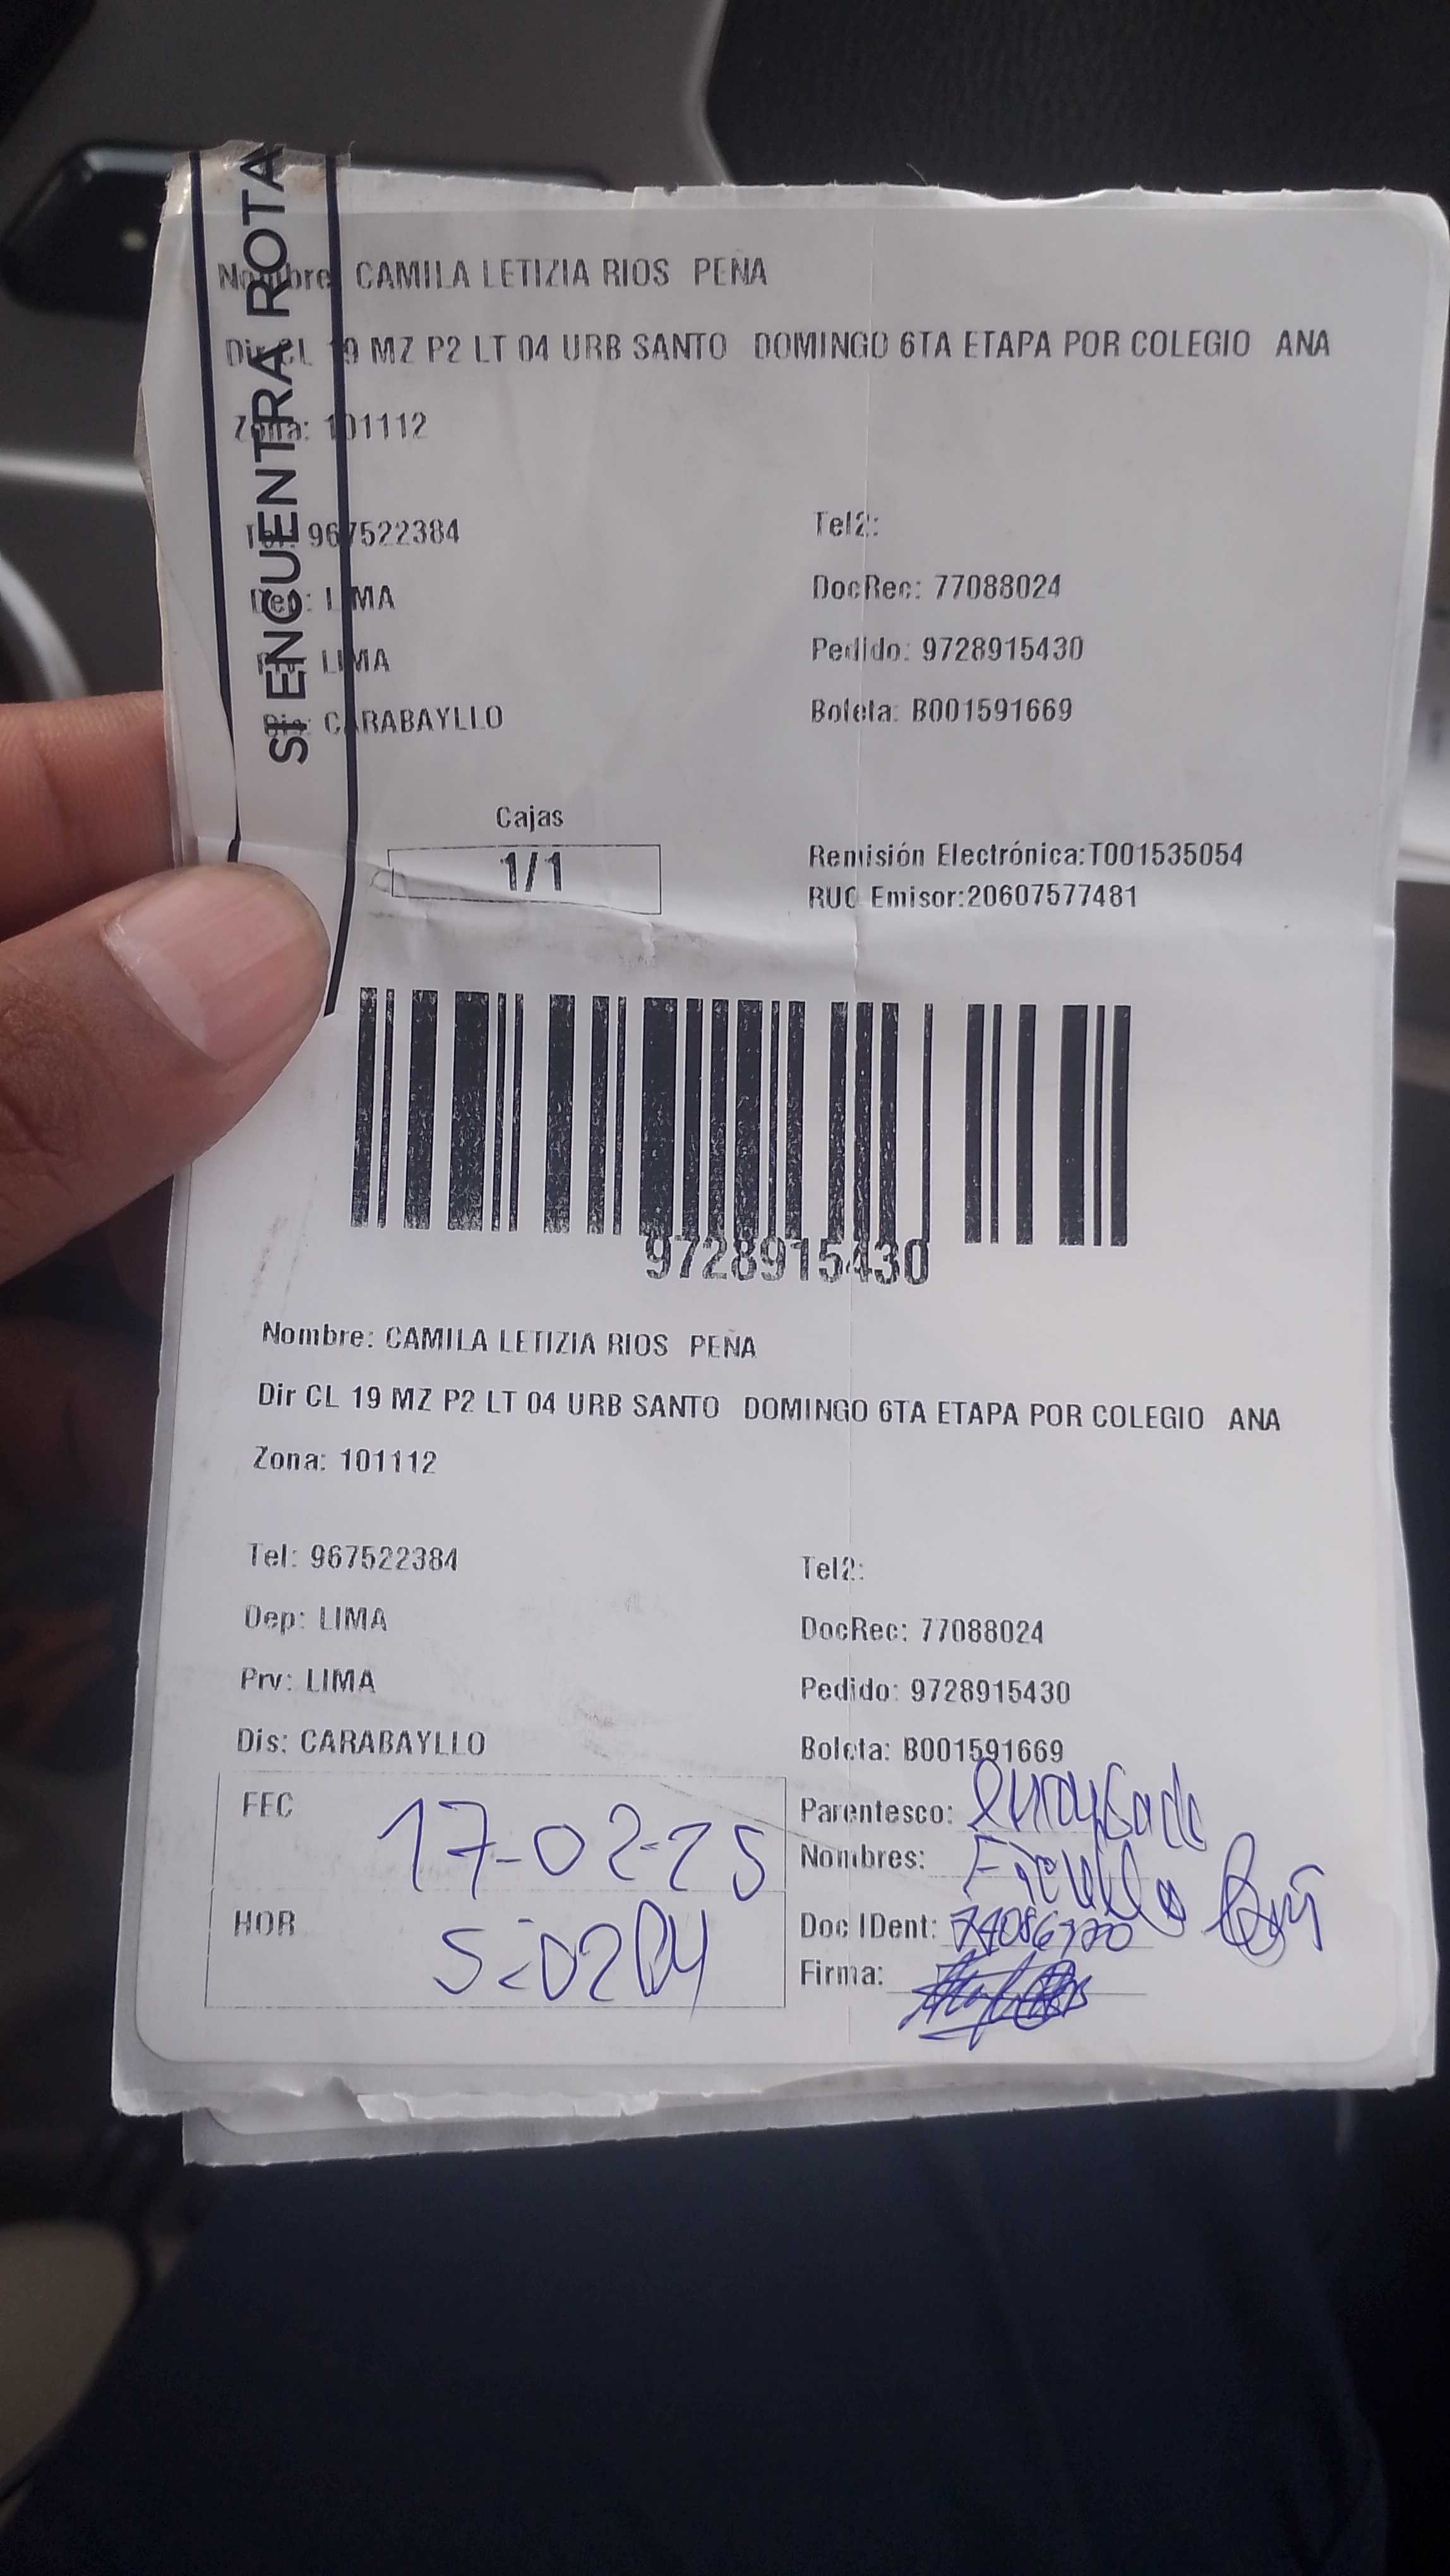 SI ENCUENTRA ROTA
Nombre: CAMILA LETIZIA RIOS PEÑA
Dir CL 19 MZ P2 LT 04 URB SANTO DOMINGO 6TA ETAPA POR COLEGIO ANA
Zona: 101112
Tel: 967522384 Tel2:
Dep: LIMA DocRec: 77088024
Prv: LIMA Pedido: 9728915430
Dis: CARABAYLLO Boleta: B001591669
Cajas
1/1
Remisión Electrónica:T001535054
RUC Emisor:20607577481
9728915430
Nombre: CAMILA LETIZIA RIOS PEÑA
Dir CL 19 MZ P2 LT 04 URB SANTO DOMINGO 6TA ETAPA POR COLEGIO ANA
Zona: 101112
Tel: 967522384 Tel2:
Dep: LIMA DocRec: 77088024
Prv: LIMA Pedido: 9728915430
Dis: CARABAYLLO Boleta: B001591669
FEC 17-02-25 Parentesco:
Nombres:
HOR Doc IDent:
Firma: